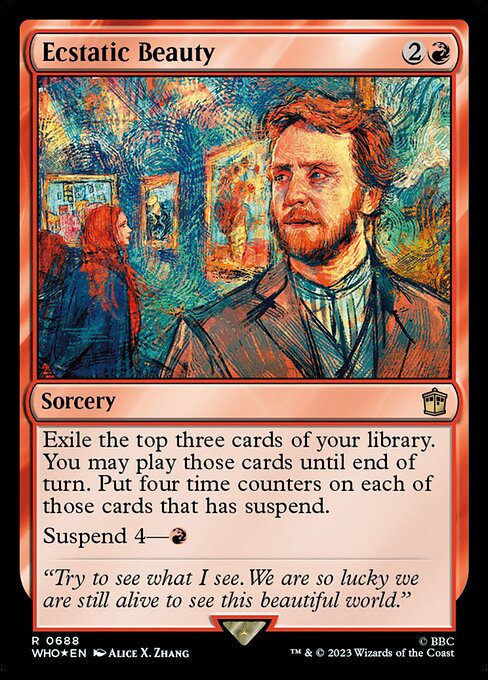 Ecstatic Beauty 2
Sorcery
Exile the top three cards of your library.
You may play those cards until end of
turn. Put four time counters on each of
those cards that has suspend.
Suspend 4—
“Try to see what I see. We are so lucky we
are still alive to see this beautiful world.”
R 0688
WHO★EN ALICE X. ZHANG
© BBC
™ & © 2023 Wizards of the Coast